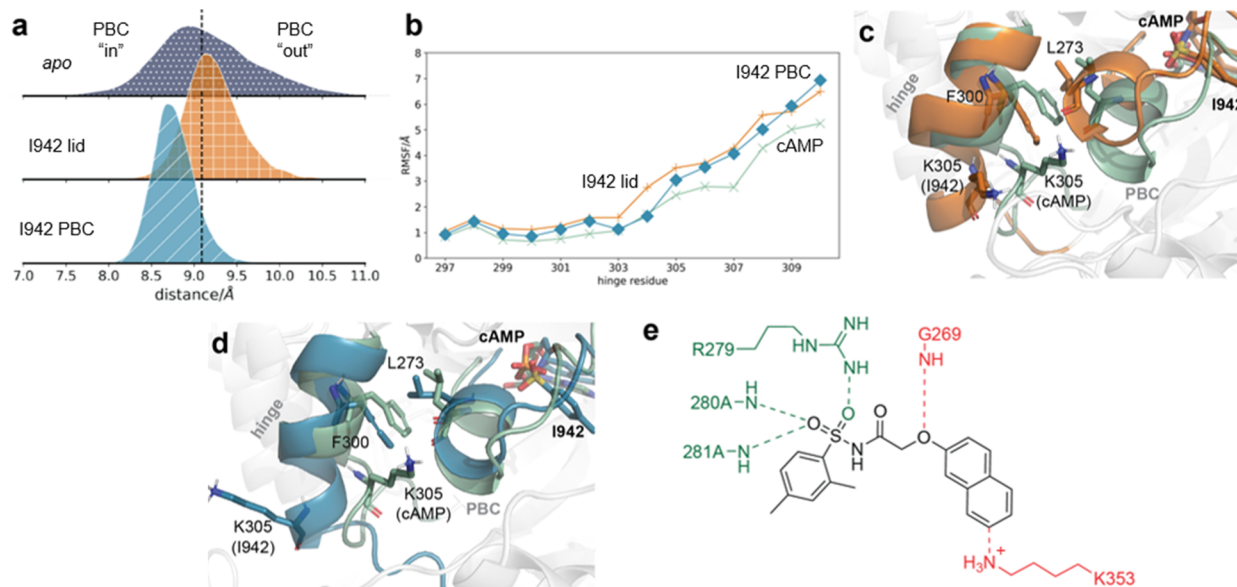 a
PBC
"in"
PBC
"out"
apo
I942 lid
I942 PBC
7.0 7.5 8.0 8.5 9.0 9.5 10.0 10.5 11.0
distance/Å
b
8
7
6
5
4
3
2
1
0
RMSF/Å
I942 PBC
cAMP
I942 lid
297 299 301 303 305 307 309
hinge residue
c
cAMP
L273
hinge
F300
I942
K305
(I942)
K305
(cAMP)
PBC
d
cAMP
L273
hinge
F300
I942
K305
(cAMP)
PBC
K305
(I942)
e
R279
NH
NH
NH
G269
NH
280A
H
N
281A
N
H
O
O
S
NH
O
O
H₃N
+
K353